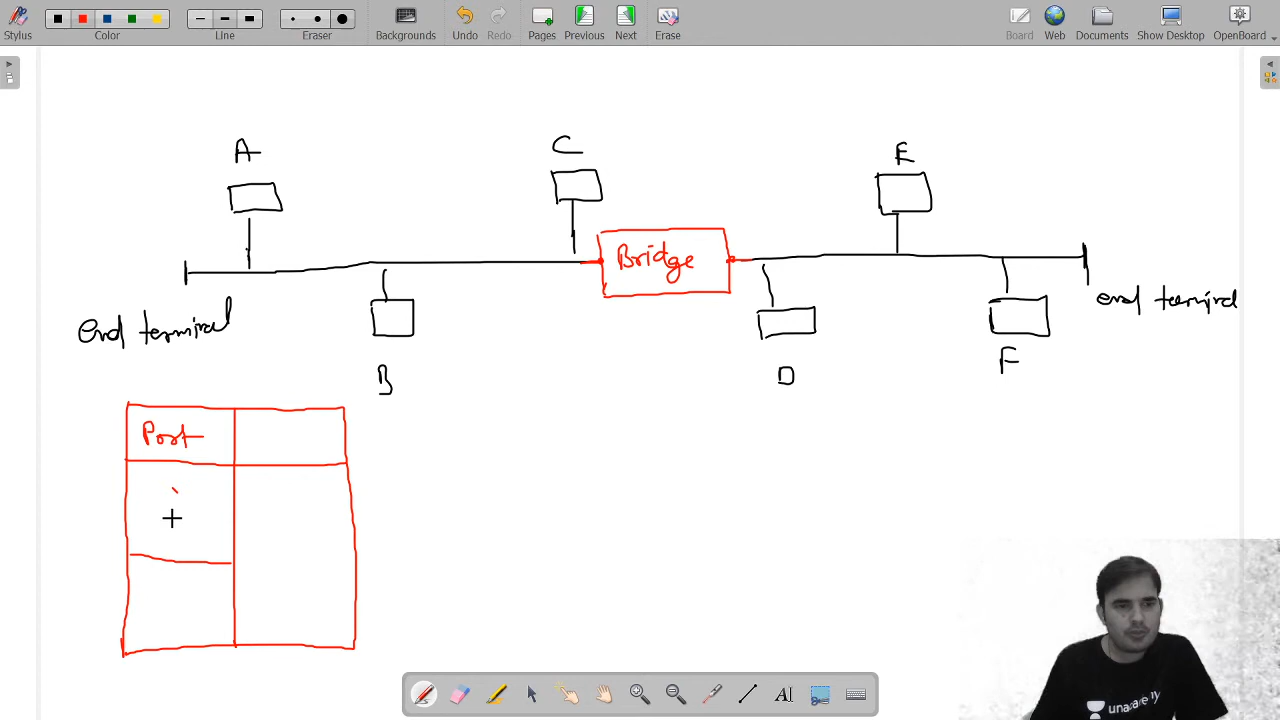 Stylus
Color
Line
Eraser
Backgrounds
Undo
Redo
Pages
Previous
Next
Erase
Board
Web
Documents
Show Desktop
OpenBoard
A
C
E
Bridge
end terminal
end terminal
B
D
F
Port